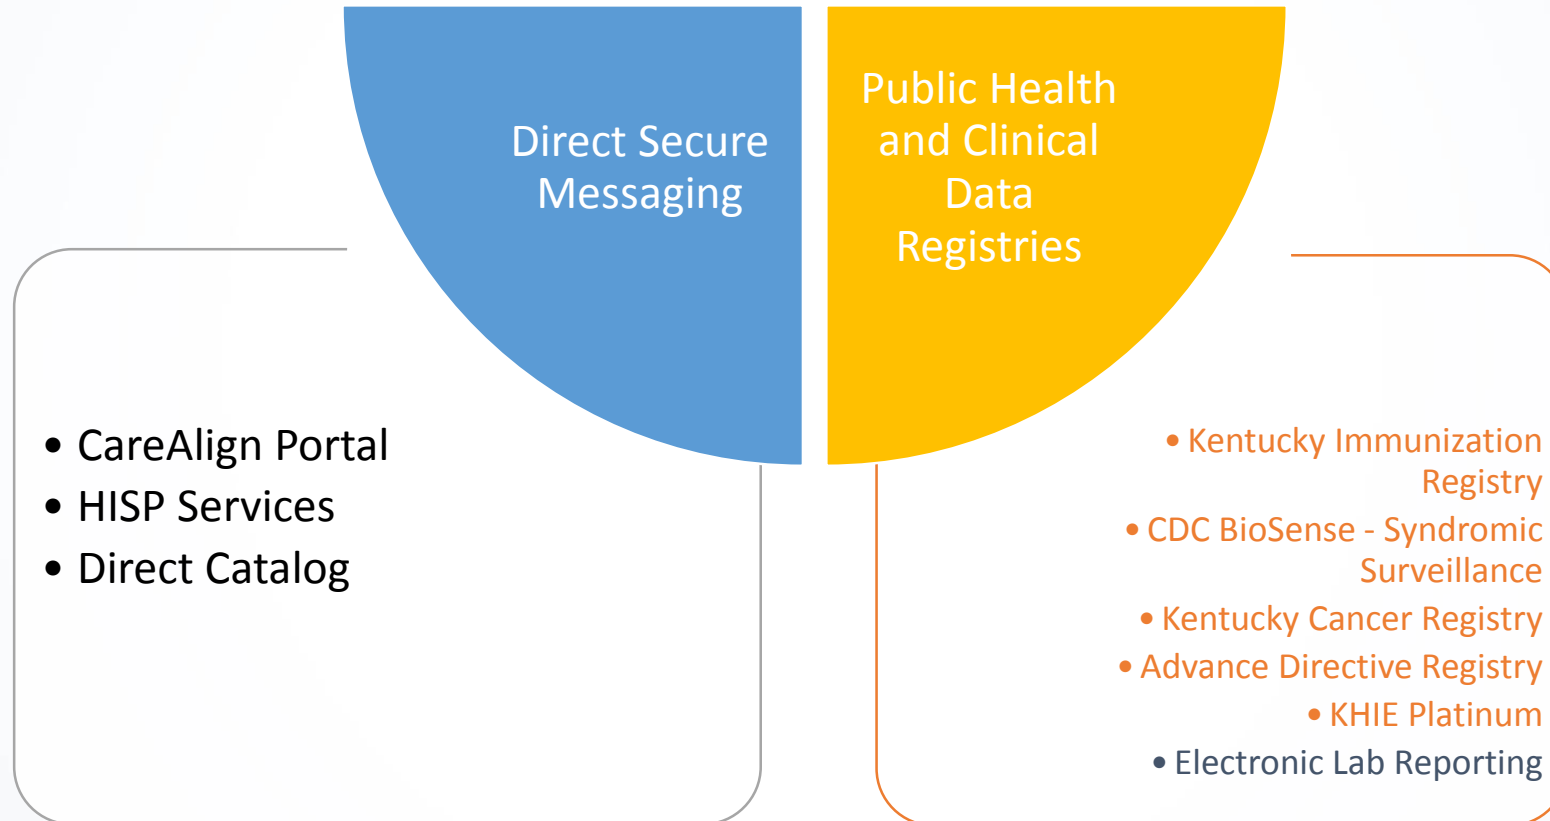 Direct Secure
Messaging
Public Health
and Clinical
Data
Registries
• CareAlign Portal
• HISP Services
• Direct Catalog
• Kentucky Immunization
Registry
• CDC BioSense - Syndromic
Surveillance
• Kentucky Cancer Registry
• Advance Directive Registry
• KHIE Platinum
• Electronic Lab Reporting